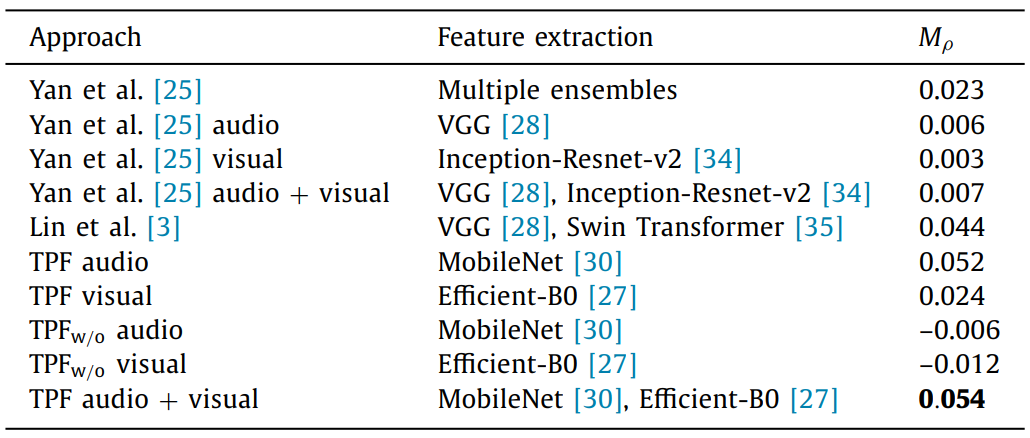 Approach Feature extraction Mρ
Yan et al. [25] Multiple ensembles 0.023
Yan et al. [25] audio VGG [28] 0.006
Yan et al. [25] visual Inception-Resnet-v2 [34] 0.003
Yan et al. [25] audio + visual VGG [28], Inception-Resnet-v2 [34] 0.007
Lin et al. [3] VGG [28], Swin Transformer [35] 0.044
TPF audio MobileNet [30] 0.052
TPF visual Efficient-B0 [27] 0.024
TPFw/o audio MobileNet [30] –0.006
TPFw/o visual Efficient-B0 [27] –0.012
TPF audio + visual MobileNet [30], Efficient-B0 [27] 0.054